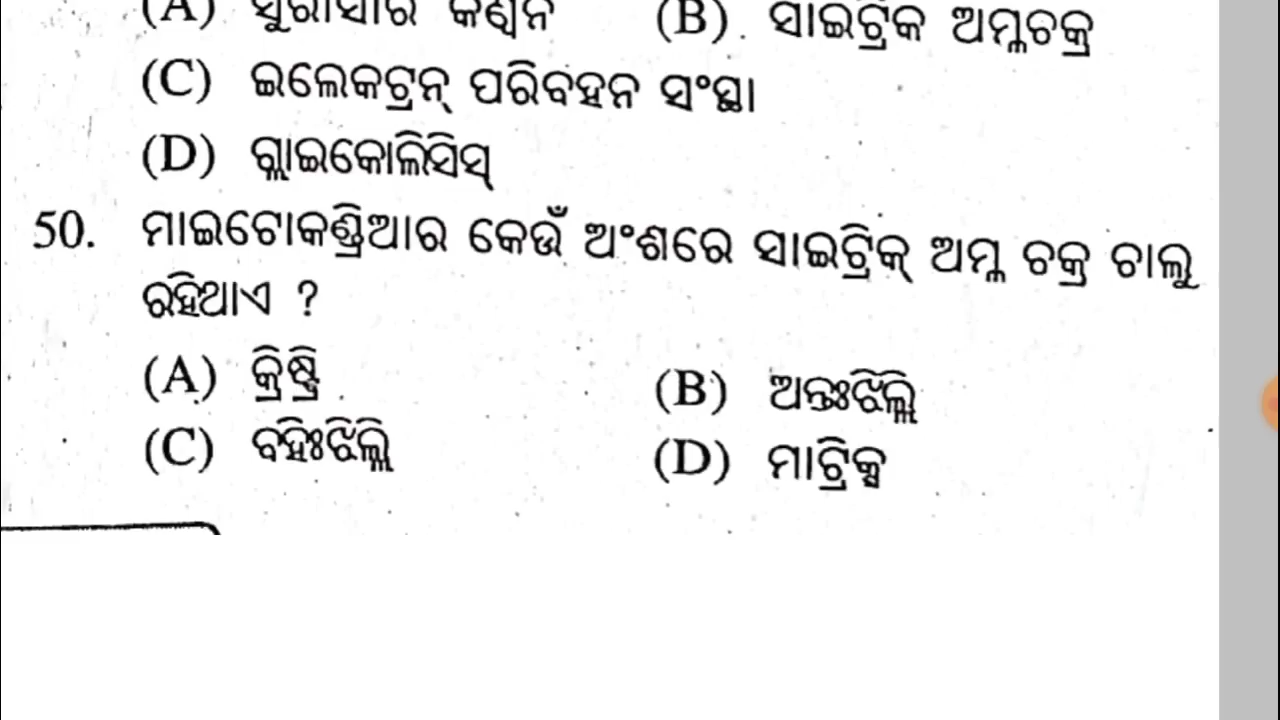 (A) ସୁରାସାର କିଣ୍ଵନ (B) ସାଇଟ୍ରିକ ଅମ୍ଳଚକ୍ର
(C) ଇଲେକଟ୍ରନ୍ ପରିବହନ ସଂସ୍ଥା
(D) ଗ୍ଲାଇକୋଲିସିସ୍
50. ମାଇଟୋକଣ୍ଡ୍ରିଆର କେଉଁ ଅଂଶରେ ସାଇଟ୍ରିକ୍ ଅମ୍ଳ ଚକ୍ର ଚାଲୁ
ରହିଥାଏ ?
(A) କ୍ରିଷ୍ଟ୍ରି (B) ଅନ୍ତଃଝିଲ୍ଲି
(C) ବହିଃଝିଲ୍ଲି (D) ମାଟ୍ରିକ୍ସ